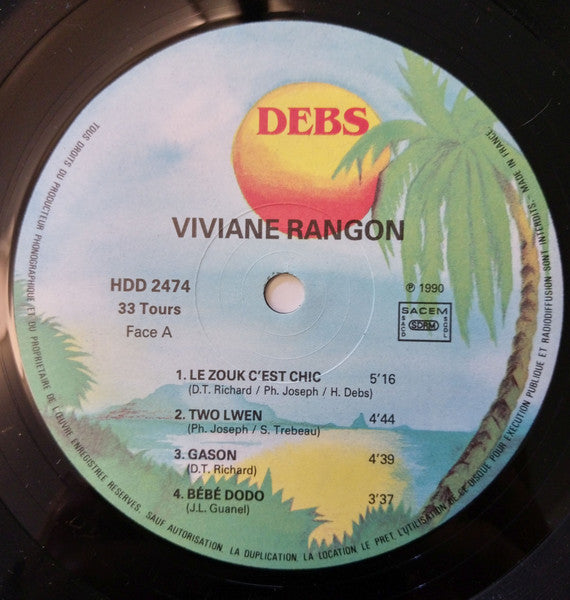 DEBS
VIVIANE RANGON
HDD 2474
33 Tours
Face A
℗ 1990
SACEM
SACD
SDRM
SGDL
1. LE ZOUK C'EST CHIC 5'16
(D.T. Richard / Ph. Joseph / H. Debs)
2. TWO LWEN 4'44
(Ph. Joseph / S. Trebeau)
3. GASON 4'39
(D.T. Richard)
4. BÉBÉ DODO 3'37
(J.L. Guanel)
TOUS DROITS DU PRODUCTEUR PHONOGRAPHIQUE ET DU PROPRIETAIRE DE L'ŒUVRE ENREGISTREE RESERVES, SAUF AUTORISATION, LA DUPLICATION, LA LOCATION LE PRET, L'UTILISATION DE CE DISQUE POUR EXECUTION PUBLIQUE ET RADIODIFFUSION SONT INTERDITS. - MADE IN FRANCE